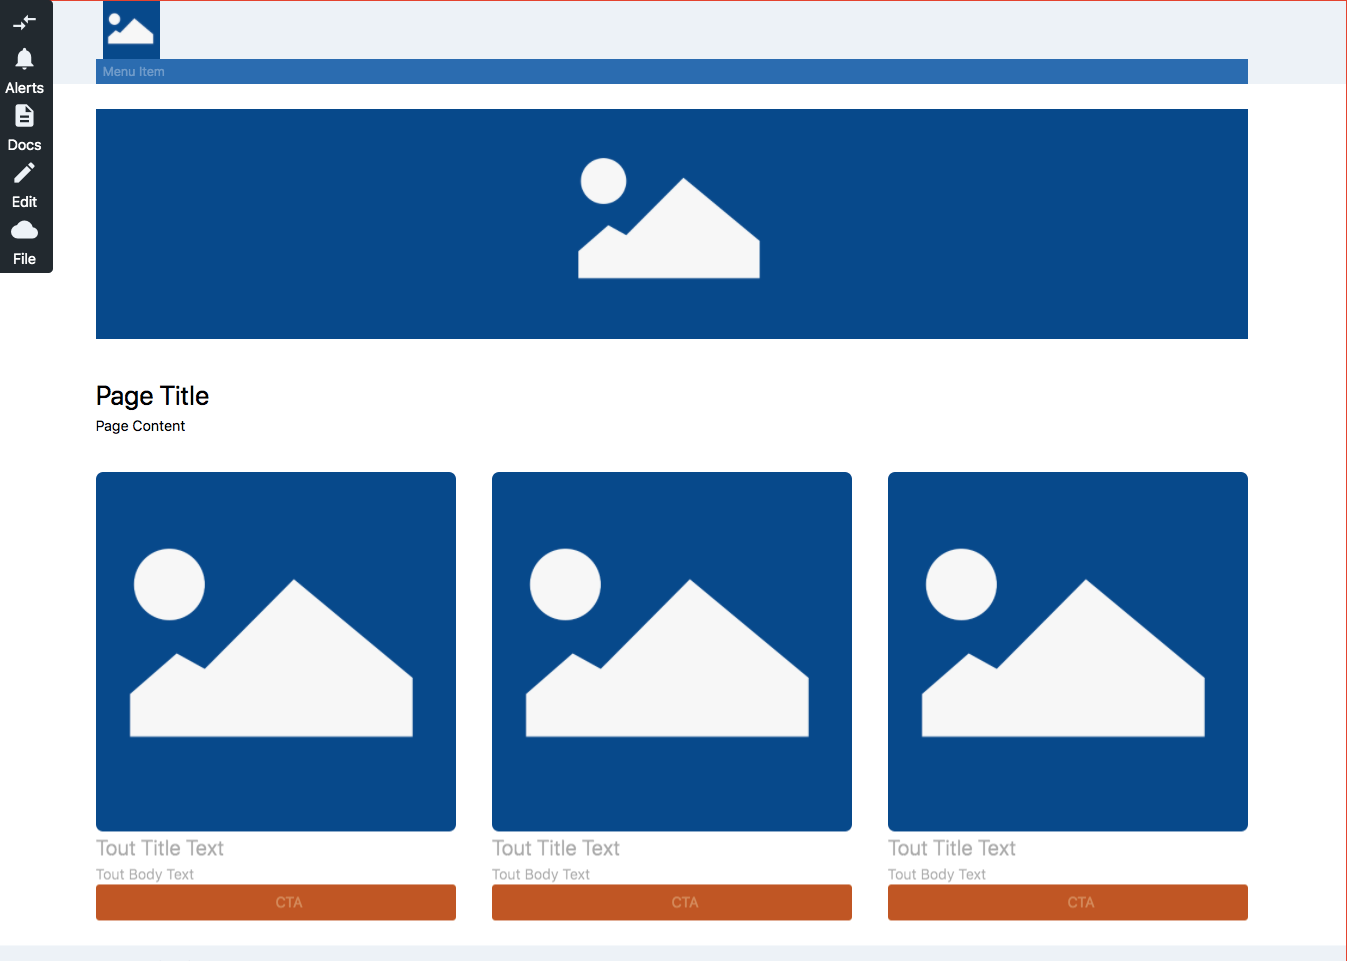 Alerts
Docs
Edit
File
Menu Item
Page Title
Page Content
Tout Title Text
Tout Body Text
CTA
Tout Title Text
Tout Body Text
CTA
Tout Title Text
Tout Body Text
CTA